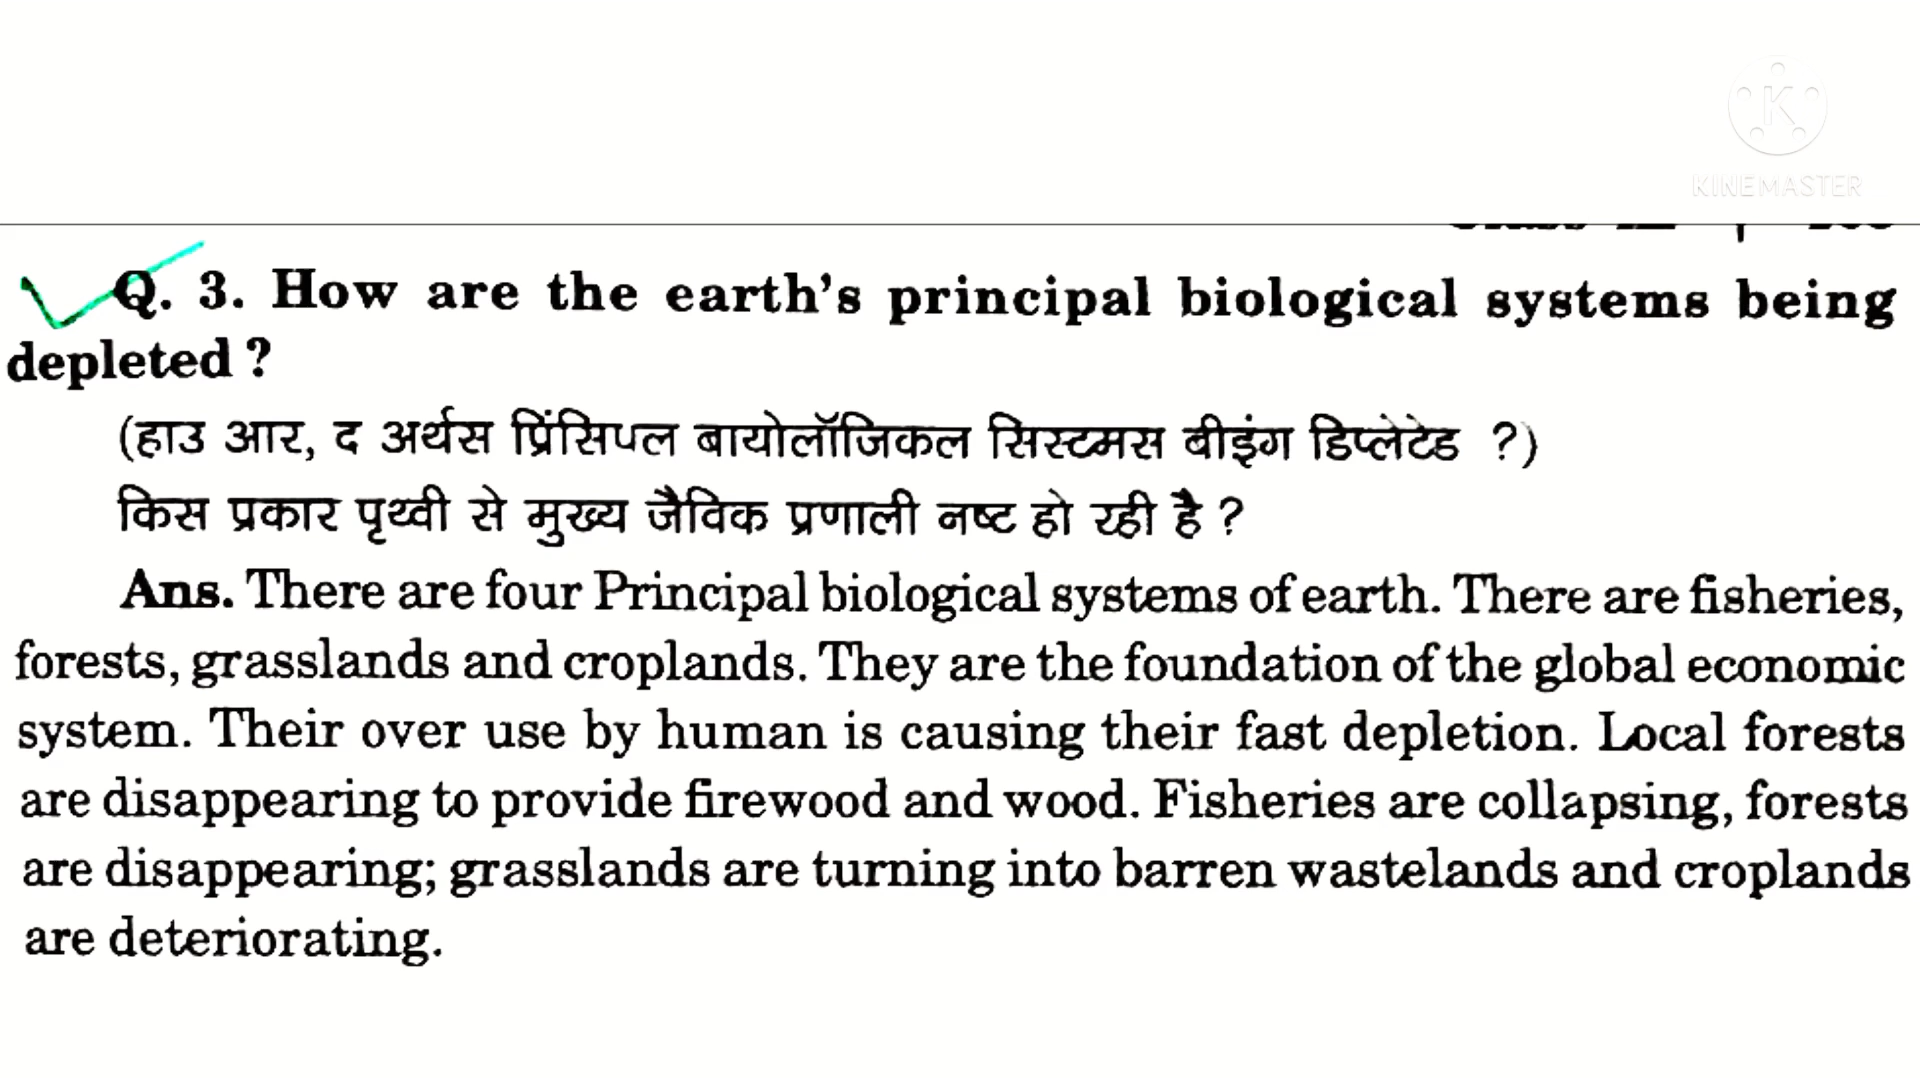 KINEMASTER
Q. 3. How are the earth's principal biological systems being
depleted ?
(हाउ आर, द अर्थस प्रिंसिपल बायोलॉजिकल सिस्टमस बीइंग डिप्लेटेड ?)
किस प्रकार पृथ्वी से मुख्य जैविक प्रणाली नष्ट हो रही है ?
Ans. There are four Principal biological systems of earth. There are fisheries,
forests, grasslands and croplands. They are the foundation of the global economic
system. Their over use by human is causing their fast depletion. Local forests
are disappearing to provide firewood and wood. Fisheries are collapsing, forests
are disappearing; grasslands are turning into barren wastelands and croplands
are deteriorating.